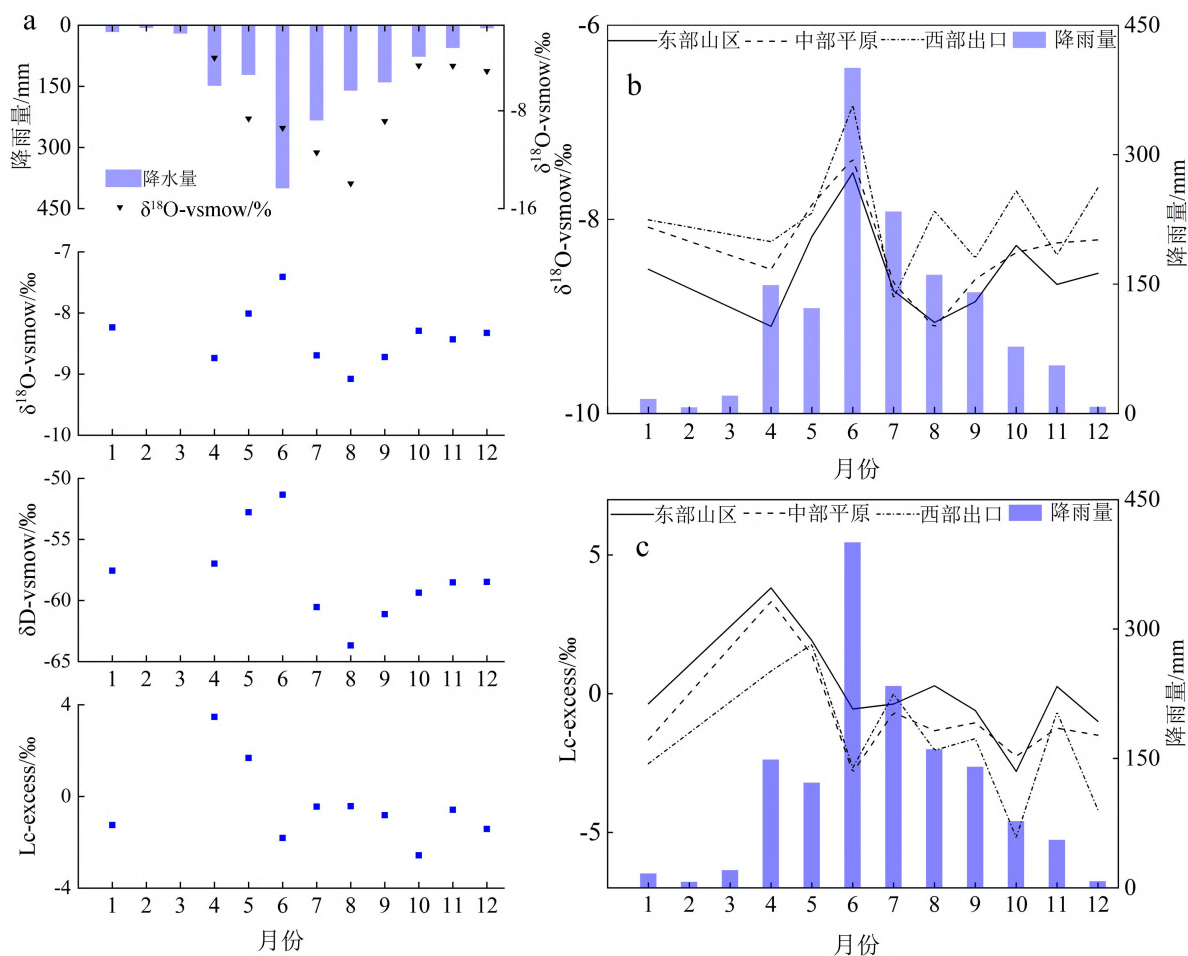 a
0
150
300
450
降雨量/mm
-8
-16
δ¹⁸O-vsmow/‰
降水量
δ¹⁸O-vsmow/%
-7
-8
-9
-10
δ¹⁸O-vsmow/‰
1 2 3 4 5 6 7 8 9 10 11 12
-50
-55
-60
-65
δD-vsmow/‰
1 2 3 4 5 6 7 8 9 10 11 12
4
0
-4
Lc-excess/‰
1 2 3 4 5 6 7 8 9 10 11 12
月份
b
东部山区 中部平原 西部出口 降雨量
-6
-8
-10
δ¹⁸O-vsmow/‰
450
300
150
0
降雨量/mm
1 2 3 4 5 6 7 8 9 10 11 12
月份
c
东部山区 中部平原 西部出口 降雨量
5
0
-5
Lc-excess/‰
450
300
150
0
降雨量/mm
1 2 3 4 5 6 7 8 9 10 11 12
月份